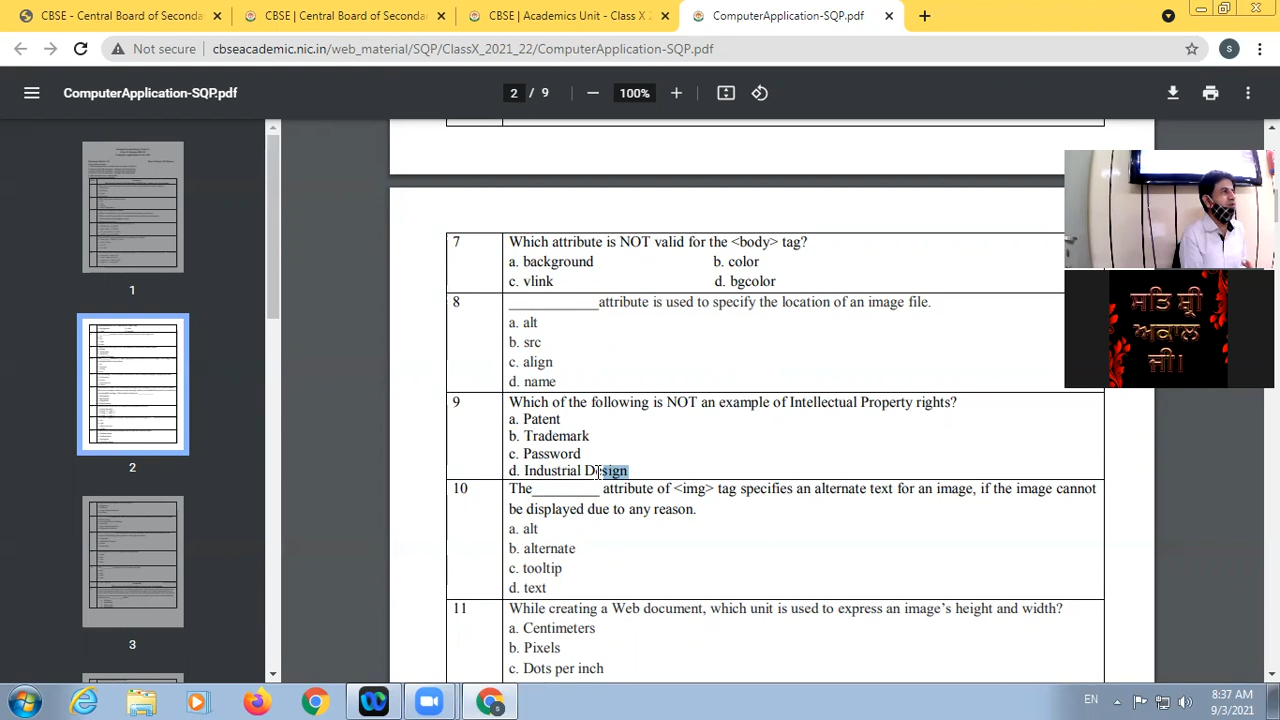 CBSE - Central Board of Seconda
CBSE | Central Board of Seconda
CBSE | Academics Unit - Class X
ComputerApplication-SQP.pdf
Not secure
cbseacademic.nic.in/web_material/SQP/ClassX_2021_22/ComputerApplication-SQP.pdf
S
ComputerApplication-SQP.pdf
2 / 9
100%
1
2
3
7
Which attribute is NOT valid for the <body> tag?
a. background b. color
c. vlink d. bgcolor
8
__________attribute is used to specify the location of an image file.
a. alt
b. src
c. align
d. name
9
Which of the following is NOT an example of Intellectual Property rights?
a. Patent
b. Trademark
c. Password
d. Industrial Design
10
The________ attribute of <img> tag specifies an alternate text for an image, if the image cannot
be displayed due to any reason.
a. alt
b. alternate
c. tooltip
d. text
11
While creating a Web document, which unit is used to express an image's height and width?
a. Centimeters
b. Pixels
c. Dots per inch
ਸਤਿ ਸ਼੍ਰੀ
ਅਕਾਲ
ਜੀ।
EN
8:37 AM
9/3/2021